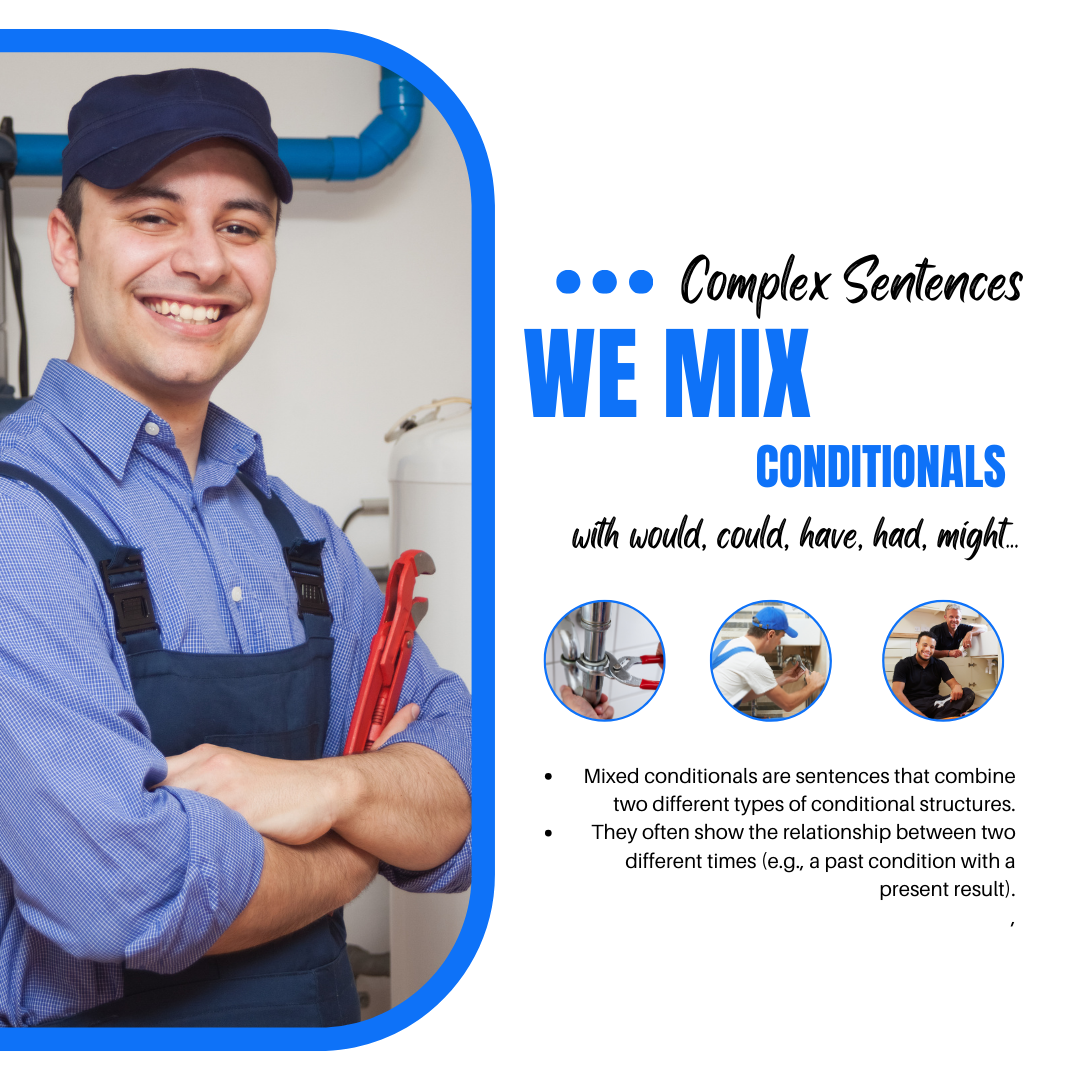 Complex Sentences
WE MIX
CONDITIONALS
with would, could, have, had, might...
• Mixed conditionals are sentences that combine
two different types of conditional structures.
• They often show the relationship between two
different times (e.g., a past condition with a
present result).
,